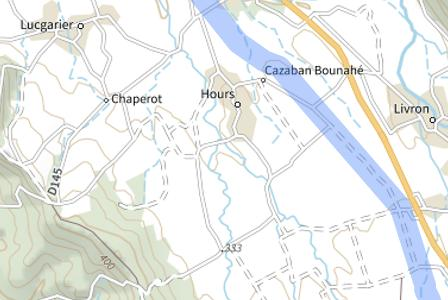 Lucgarier
Cazaban Bounahé
Hours
Chaperot
Livron
D145
333
400